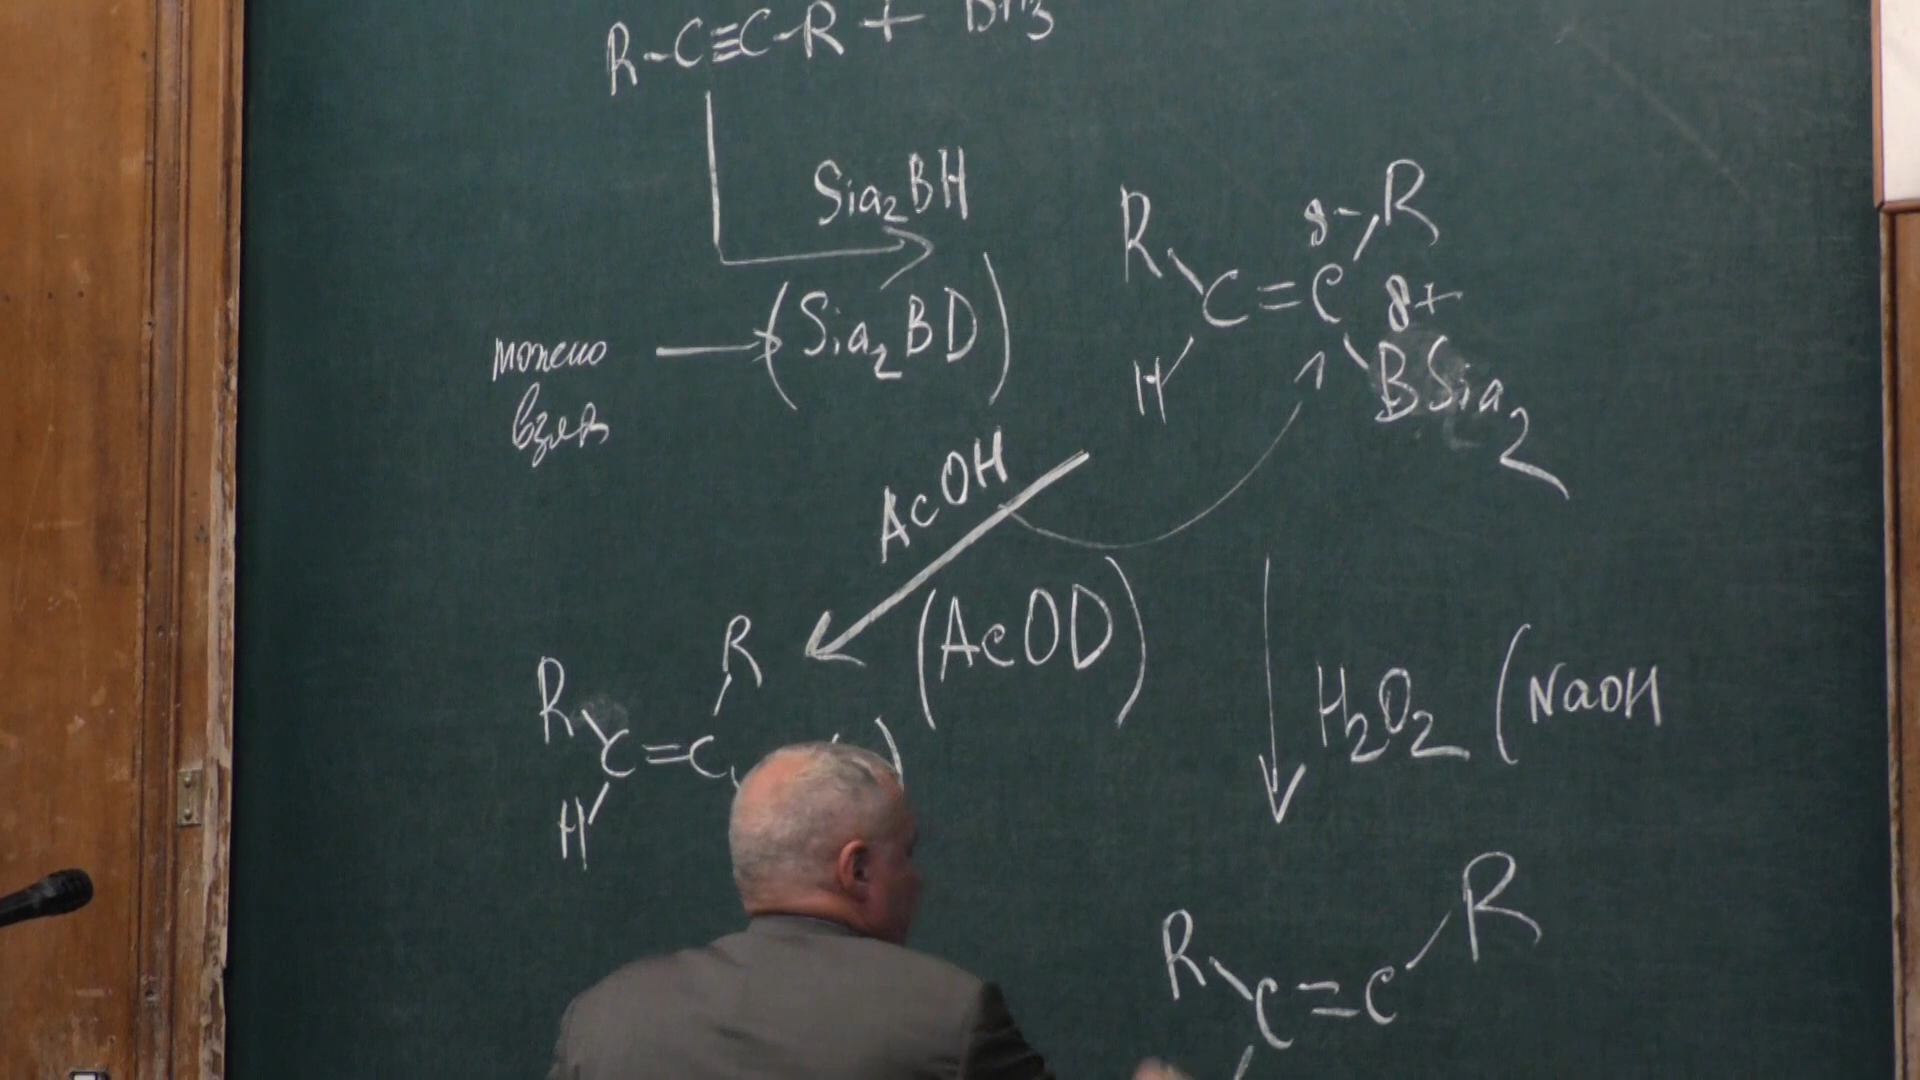 R-C≡C-R + BH3
Sia2BH
(Sia2BD)
можно
взять
R R
δ-
C=C
δ+
H BSia2
AcOH
(AcOD)
H2O2 (NaOH
R R
C=C
H
R R
C=C